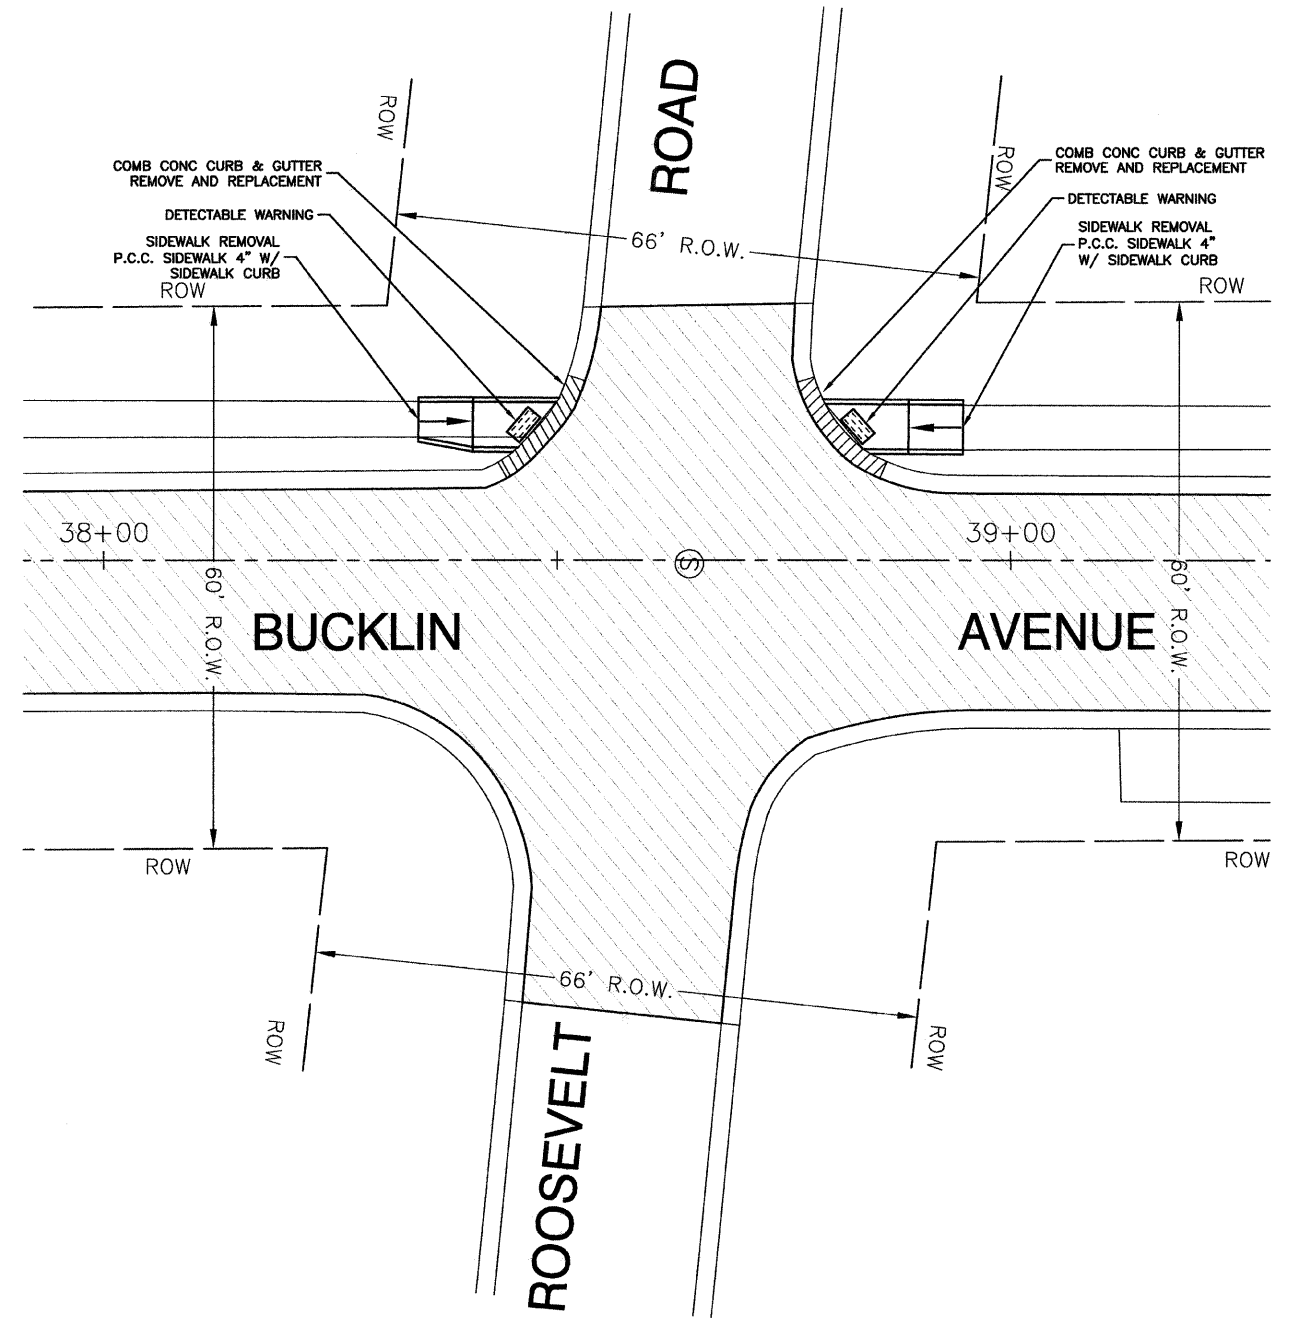 ROAD
ROW
ROW
COMB CONC CURB & GUTTER
REMOVE AND REPLACEMENT
COMB CONC CURB & GUTTER
REMOVE AND REPLACEMENT
DETECTABLE WARNING
DETECTABLE WARNING
SIDEWALK REMOVAL
P.C.C. SIDEWALK 4" W/
SIDEWALK CURB
66' R.O.W.
SIDEWALK REMOVAL
P.C.C. SIDEWALK 4"
W/ SIDEWALK CURB
ROW
ROW
38+00
39+00
S
60' R.O.W.
BUCKLIN
AVENUE
60' R.O.W.
ROW
ROW
66' R.O.W.
ROW
ROW
ROOSEVELT